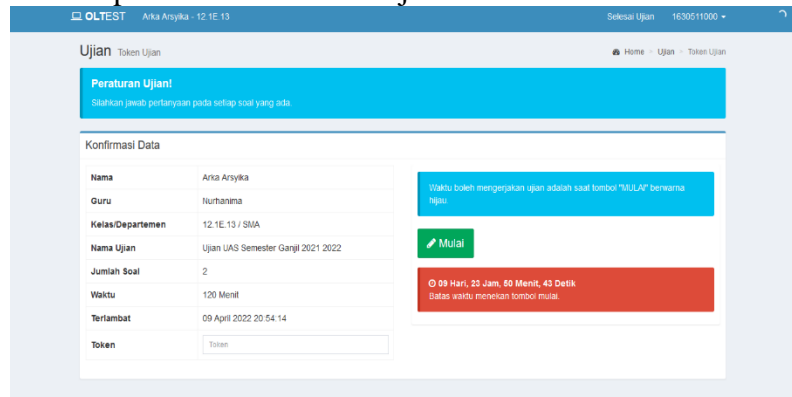 OLTEST Arka Arsyika - 12.1E.13 Selesai Ujian 1630511000
Ujian Token Ujian Home > Ujian > Token Ujian
Peraturan Ujian!
Silahkan jawab pertanyaan pada setiap soal yang ada.
Konfirmasi Data
Nama Arka Arsyika
Guru Nurhanima
Kelas/Departemen 12.1E.13 / SMA
Nama Ujian Ujian UAS Semester Ganjil 2021 2022
Jumlah Soal 2
Waktu 120 Menit
Terlambat 09 April 2022 20:54:14
Token Token
Waktu boleh mengerjakan ujian adalah saat tombol "MULAI" berwarna
hijau.
Mulai
09 Hari, 23 Jam, 50 Menit, 43 Detik
Batas waktu menekan tombol mulai.